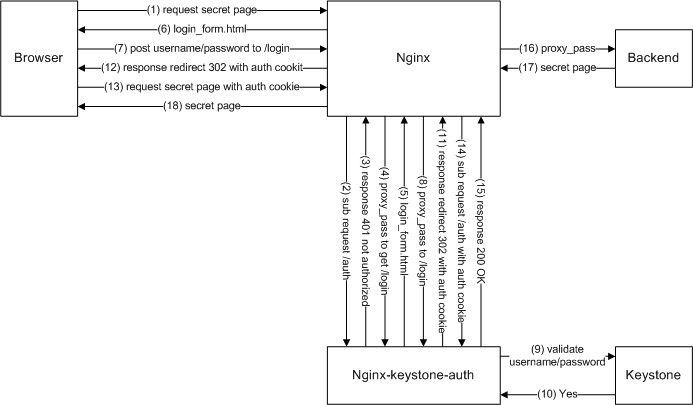 Browser
(1) request secret page
(6) login_form.html
(7) post username/password to /login
(12) response redirect 302 with auth cookit
(13) request secret page with auth cookie
(18) secret page
Nginx
(16) proxy_pass
(17) secret page
Backend
(2) sub request /auth
(3) response 401 not authorized
(4) proxy_pass to get /login
(5) login_form.html
(8) proxy_pass to /login
(11) response redirect 302 with auth cookie
(14) sub request /auth with auth cookie
(15) response 200 OK
Nginx-keystone-auth
(9) validate
username/password
(10) Yes
Keystone